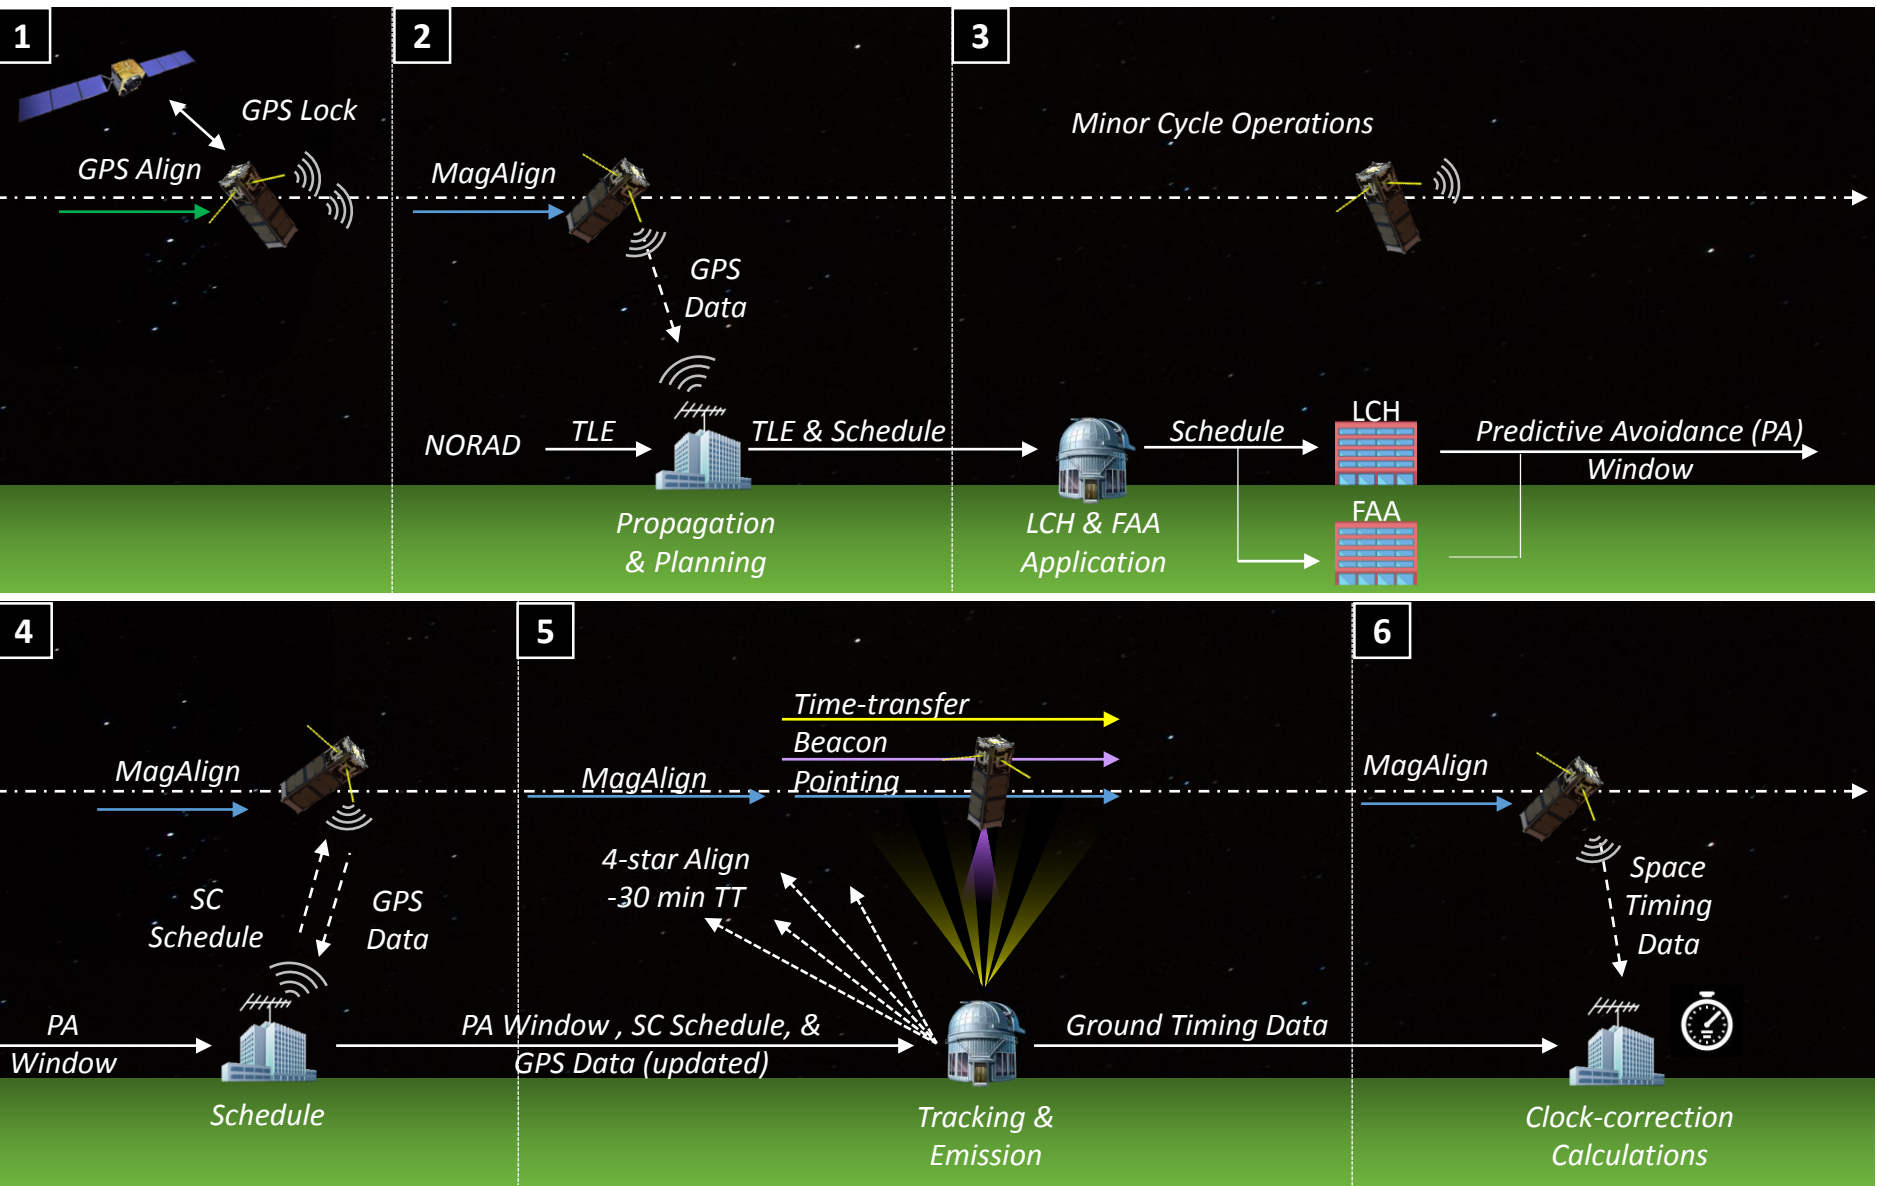 1
GPS Lock
GPS Align
2
MagAlign
GPS
Data
NORAD
TLE
TLE & Schedule
Propagation
& Planning
3
Minor Cycle Operations
LCH & FAA
Application
Schedule
LCH
FAA
Predictive Avoidance (PA)
Window
4
MagAlign
SC
Schedule
GPS
Data
PA
Window
Schedule
5
Time-transfer
Beacon
Pointing
MagAlign
4-star Align
-30 min TT
PA Window , SC Schedule, &
GPS Data (updated)
Ground Timing Data
Tracking &
Emission
6
MagAlign
Space
Timing
Data
Clock-correction
Calculations